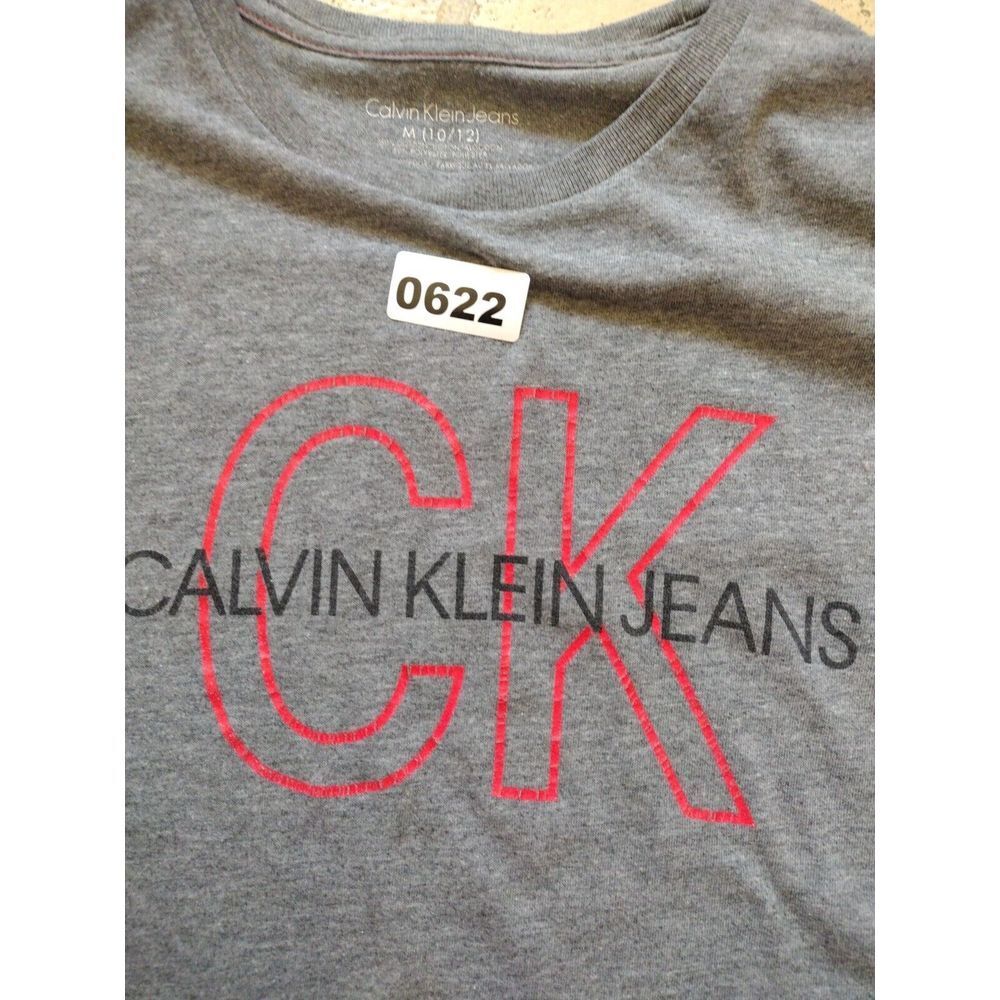 Calvin Klein Jeans
M (10/12)
0622
CK
CALVIN KLEIN JEANS